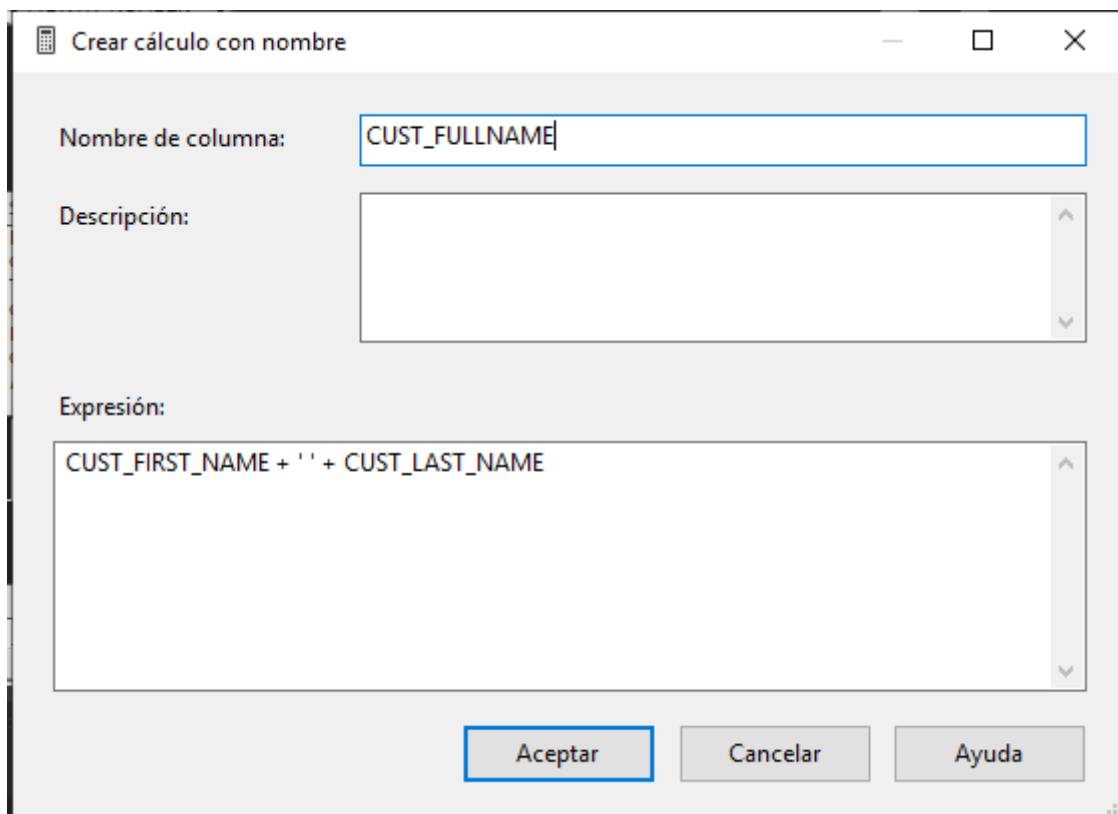 Crear cálculo con nombre
Nombre de columna:
CUST_FULLNAME
Descripción:
Expresión:
CUST_FIRST_NAME + ' ' + CUST_LAST_NAME
Aceptar
Cancelar
Ayuda